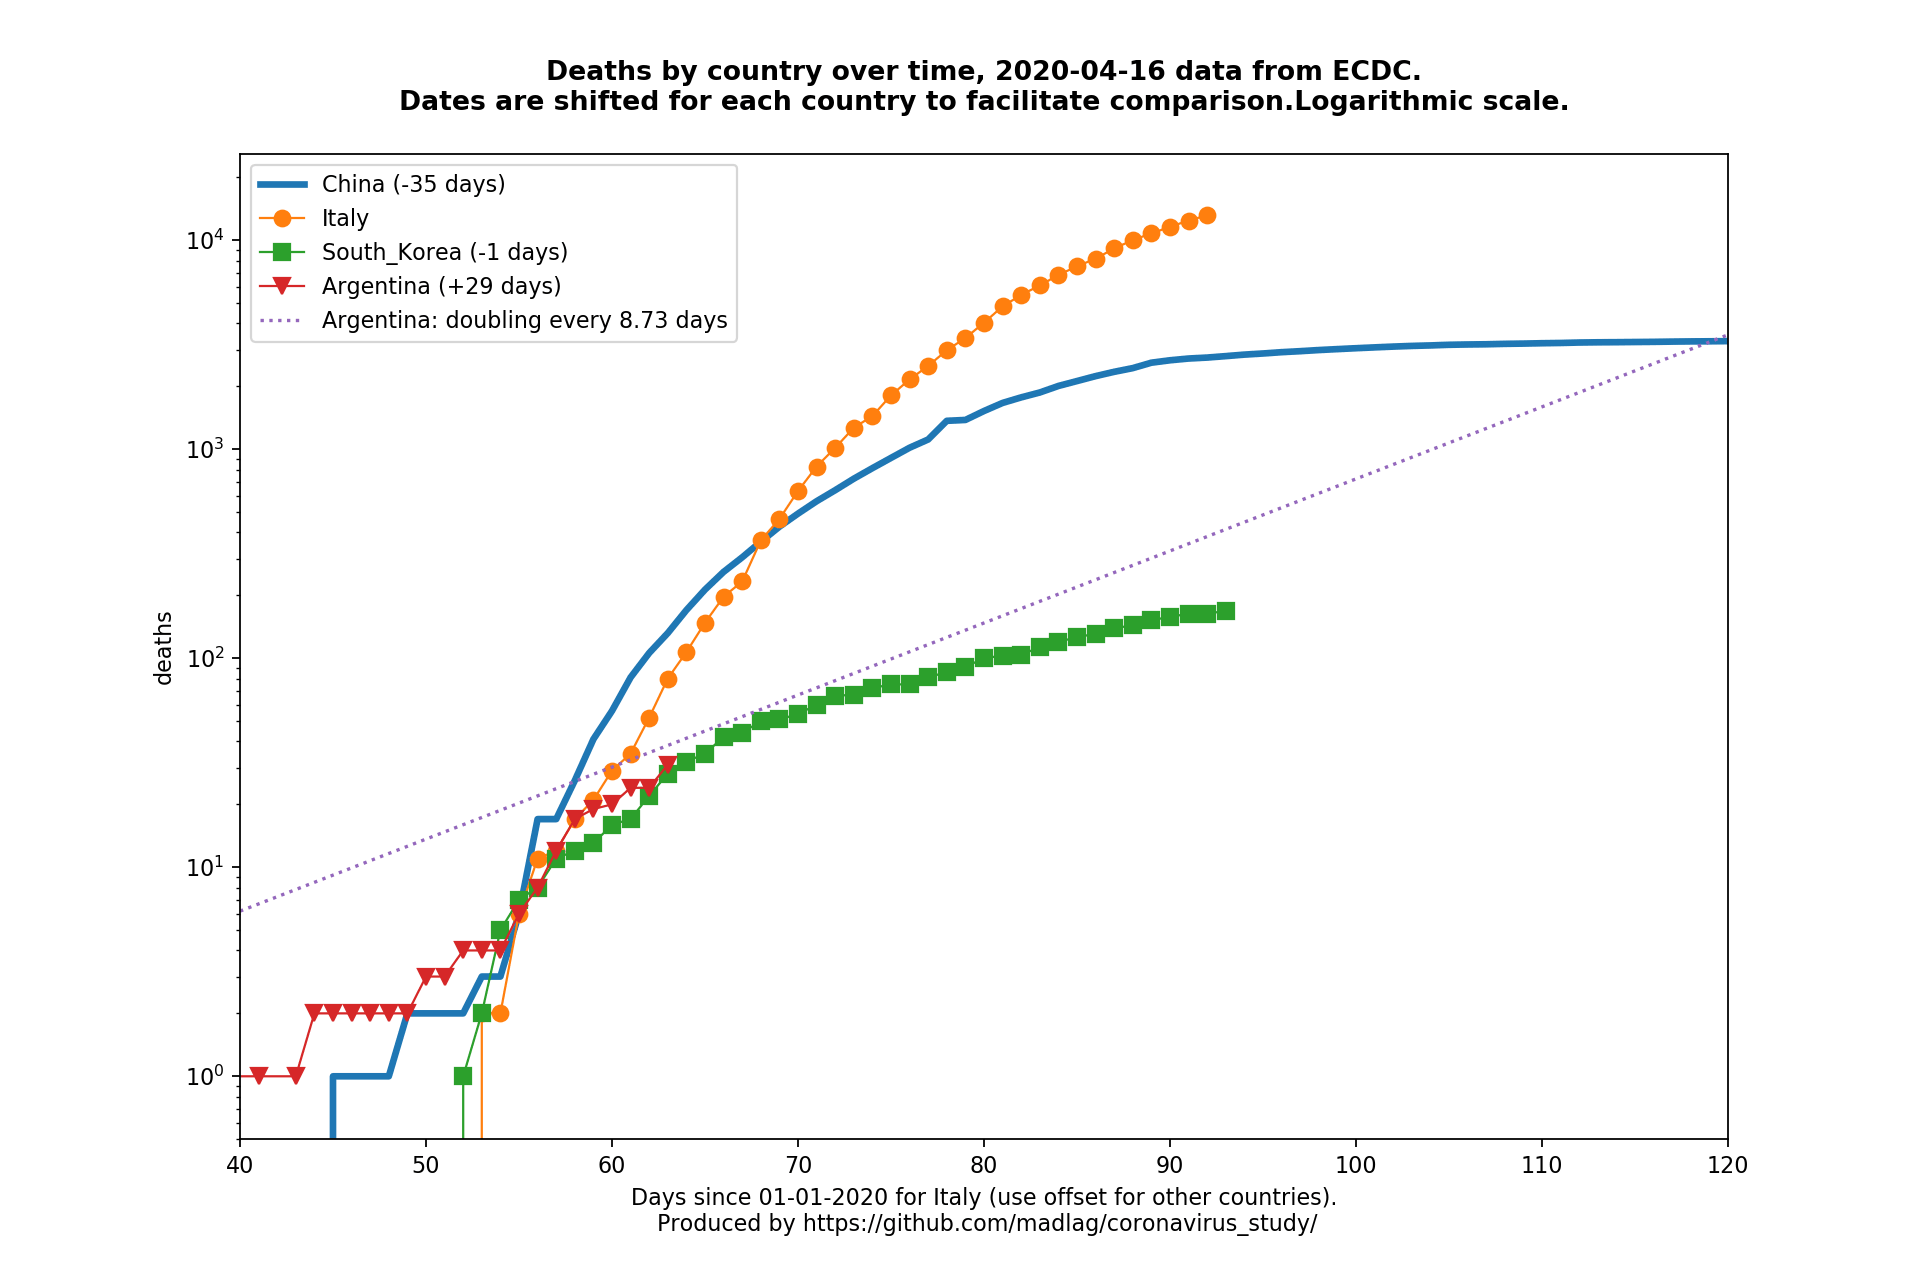 Deaths by country over time, 2020-04-16 data from ECDC.
Dates are shifted for each country to facilitate comparison.Logarithmic scale.
China (-35 days)
Italy
South_Korea (-1 days)
Argentina (+29 days)
Argentina: doubling every 8.73 days
deaths
10⁴
10³
10²
10¹
10⁰
40 50 60 70 80 90 100 110 120
Days since 01-01-2020 for Italy (use offset for other countries).
Produced by https://github.com/madlag/coronavirus_study/